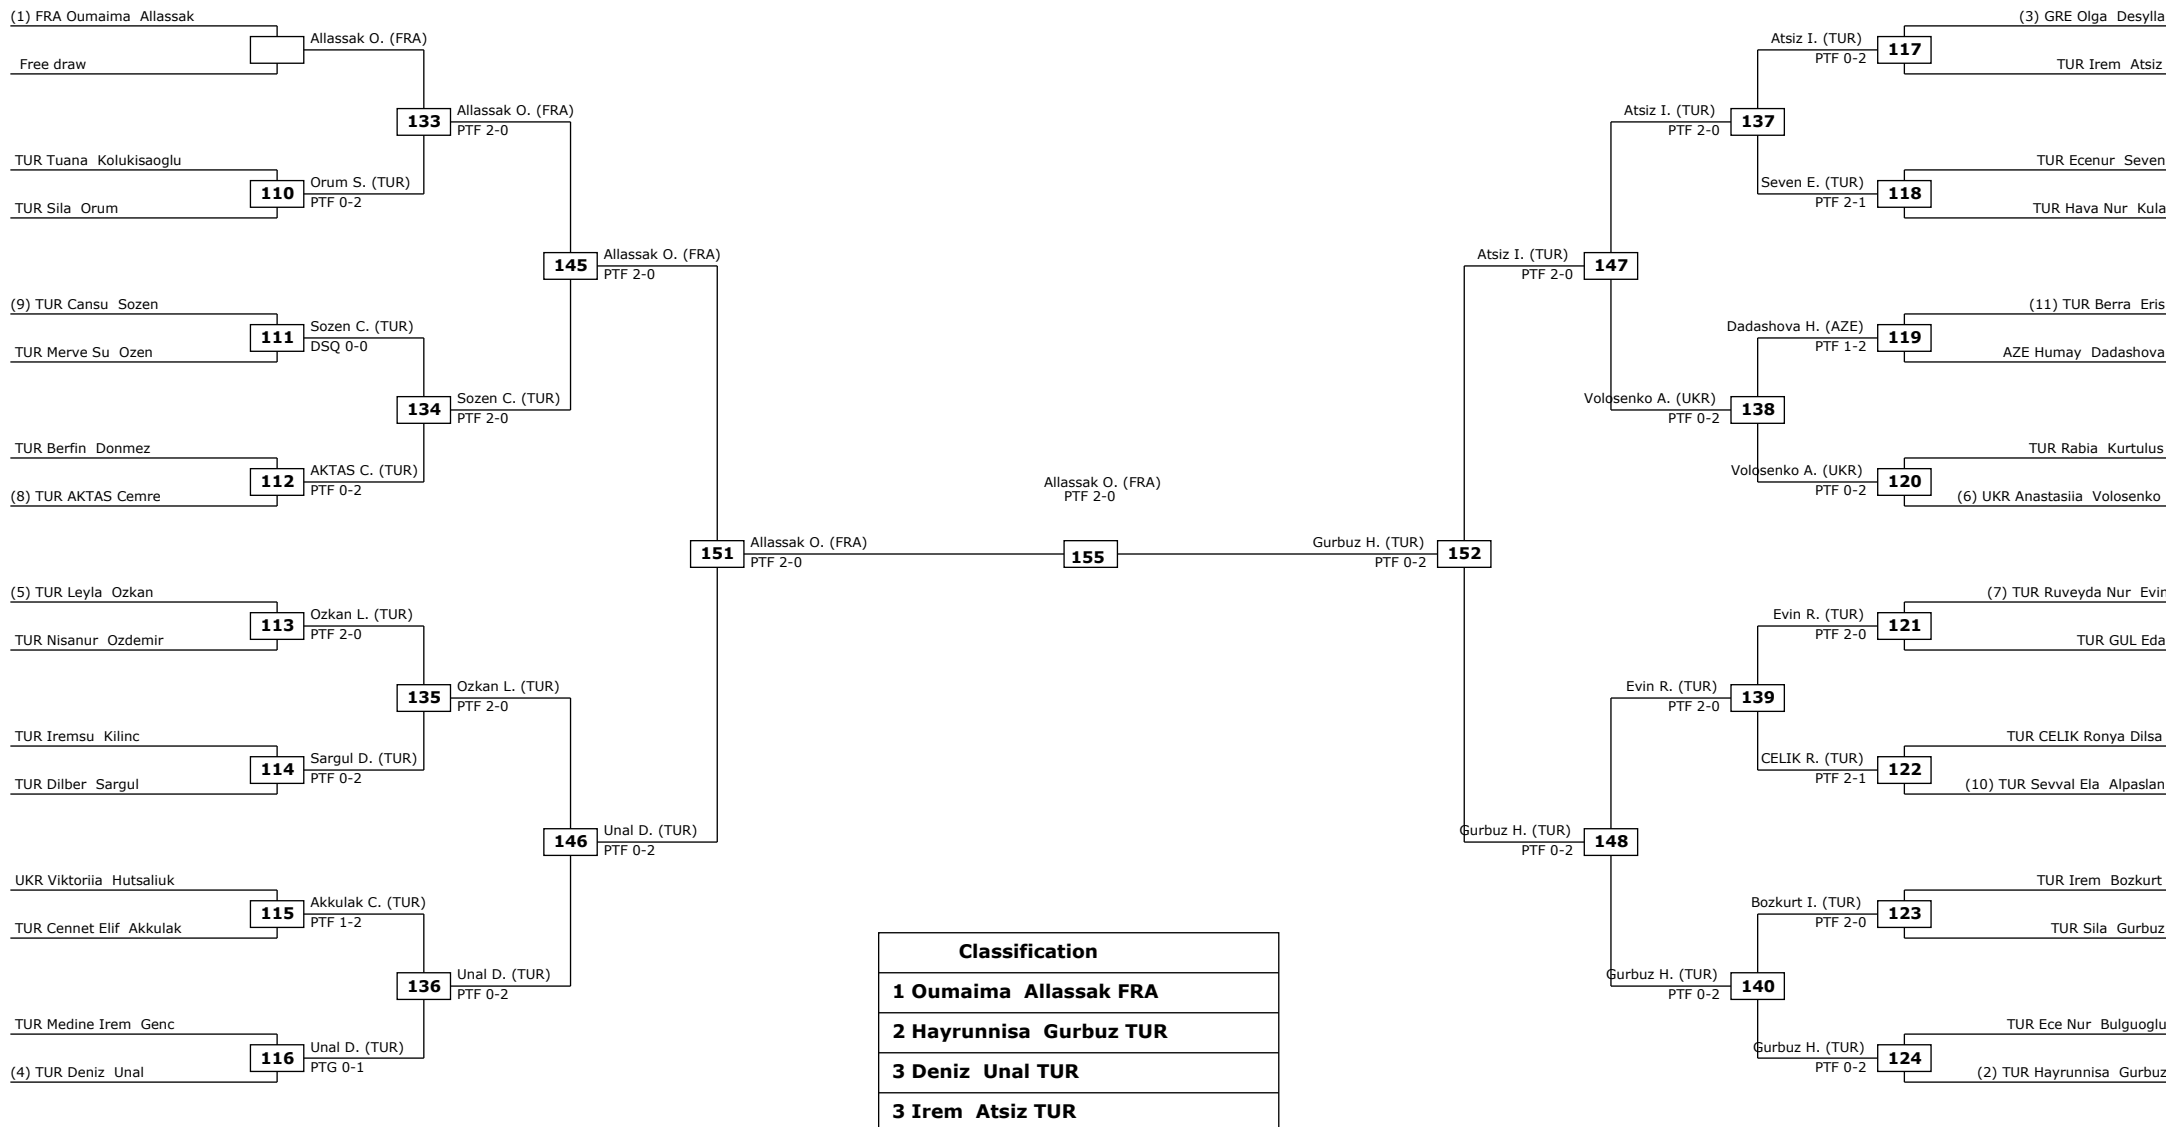 (1) FRA Oumaima Allassak
Free draw
Allassak O. (FRA)
133
Allassak O. (FRA)
PTF 2-0
TUR Tuana Kolukisaoglu
TUR Sila Orum
110
Orum S. (TUR)
PTF 0-2
145
Allassak O. (FRA)
PTF 2-0
(9) TUR Cansu Sozen
TUR Merve Su Ozen
111
Sozen C. (TUR)
DSQ 0-0
134
Sozen C. (TUR)
PTF 2-0
TUR Berfin Donmez
(8) TUR AKTAS Cemre
112
AKTAS C. (TUR)
PTF 0-2
151
Allassak O. (FRA)
PTF 2-0
(5) TUR Leyla Ozkan
TUR Nisanur Ozdemir
113
Ozkan L. (TUR)
PTF 2-0
135
Ozkan L. (TUR)
PTF 2-0
TUR Iremsu Kilinc
TUR Dilber Sargul
114
Sargul D. (TUR)
PTF 0-2
146
Unal D. (TUR)
PTF 0-2
UKR Viktoriia Hutsaliuk
TUR Cennet Elif Akkulak
115
Akkulak C. (TUR)
PTF 1-2
136
Unal D. (TUR)
PTF 0-2
TUR Medine Irem Genc
(4) TUR Deniz Unal
116
Unal D. (TUR)
PTG 0-1
Allassak O. (FRA)
PTF 2-0
155
(3) GRE Olga Desylla
TUR Irem Atsiz
Atsiz I. (TUR)
PTF 0-2
117
Atsiz I. (TUR)
PTF 2-0
137
TUR Ecenur Seven
TUR Hava Nur Kula
Seven E. (TUR)
PTF 2-1
118
Atsiz I. (TUR)
PTF 2-0
147
(11) TUR Berra Eris
AZE Humay Dadashova
Dadashova H. (AZE)
PTF 1-2
119
Volosenko A. (UKR)
PTF 0-2
138
TUR Rabia Kurtulus
(6) UKR Anastasiia Volosenko
Volosenko A. (UKR)
PTF 0-2
120
Gurbuz H. (TUR)
PTF 0-2
152
(7) TUR Ruveyda Nur Evin
TUR GUL Eda
Evin R. (TUR)
PTF 2-0
121
Evin R. (TUR)
PTF 2-0
139
TUR CELIK Ronya Dilsa
(10) TUR Sevval Ela Alpaslan
CELIK R. (TUR)
PTF 2-1
122
Gurbuz H. (TUR)
PTF 0-2
148
TUR Irem Bozkurt
TUR Sila Gurbuz
Bozkurt I. (TUR)
PTF 2-0
123
Gurbuz H. (TUR)
PTF 0-2
140
TUR Ece Nur Bulguoglu
(2) TUR Hayrunnisa Gurbuz
Gurbuz H. (TUR)
PTF 0-2
124
Classification
1 Oumaima Allassak FRA
2 Hayrunnisa Gurbuz TUR
3 Deniz Unal TUR
3 Irem Atsiz TUR